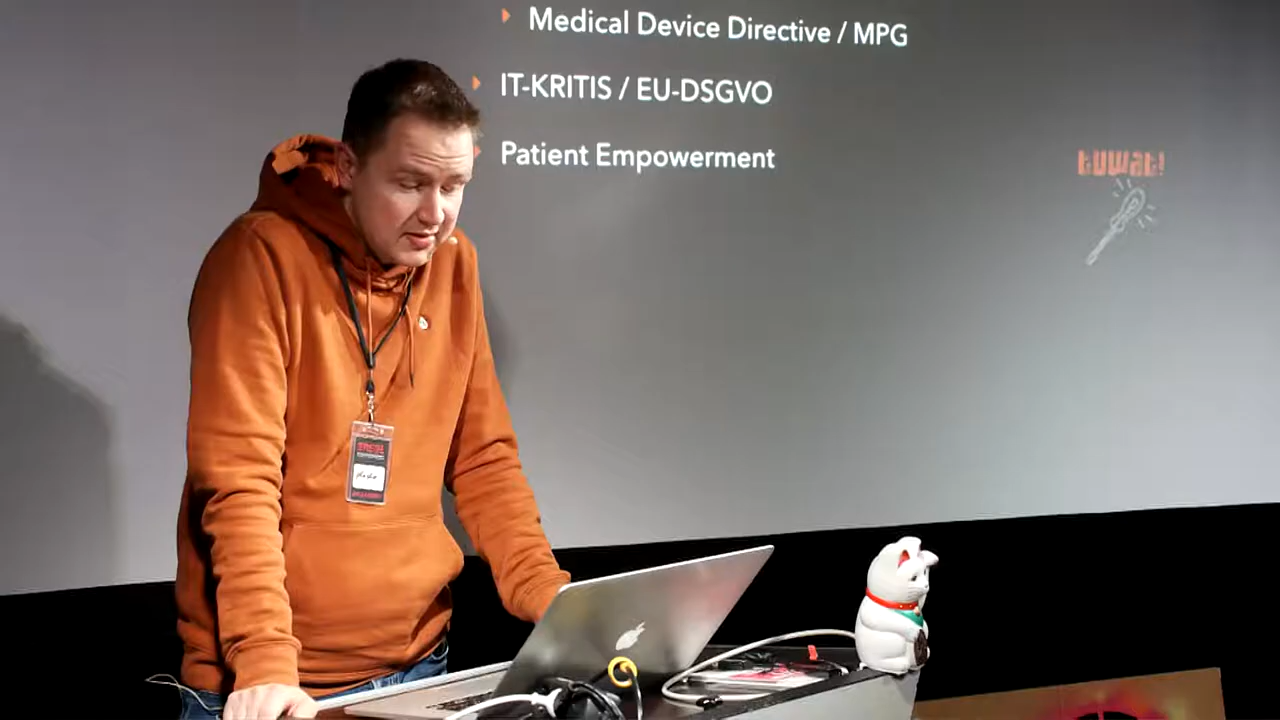 Medical Device Directive / MPG
IT-KRITIS / EU-DSGVO
Patient Empowerment
tuwat!